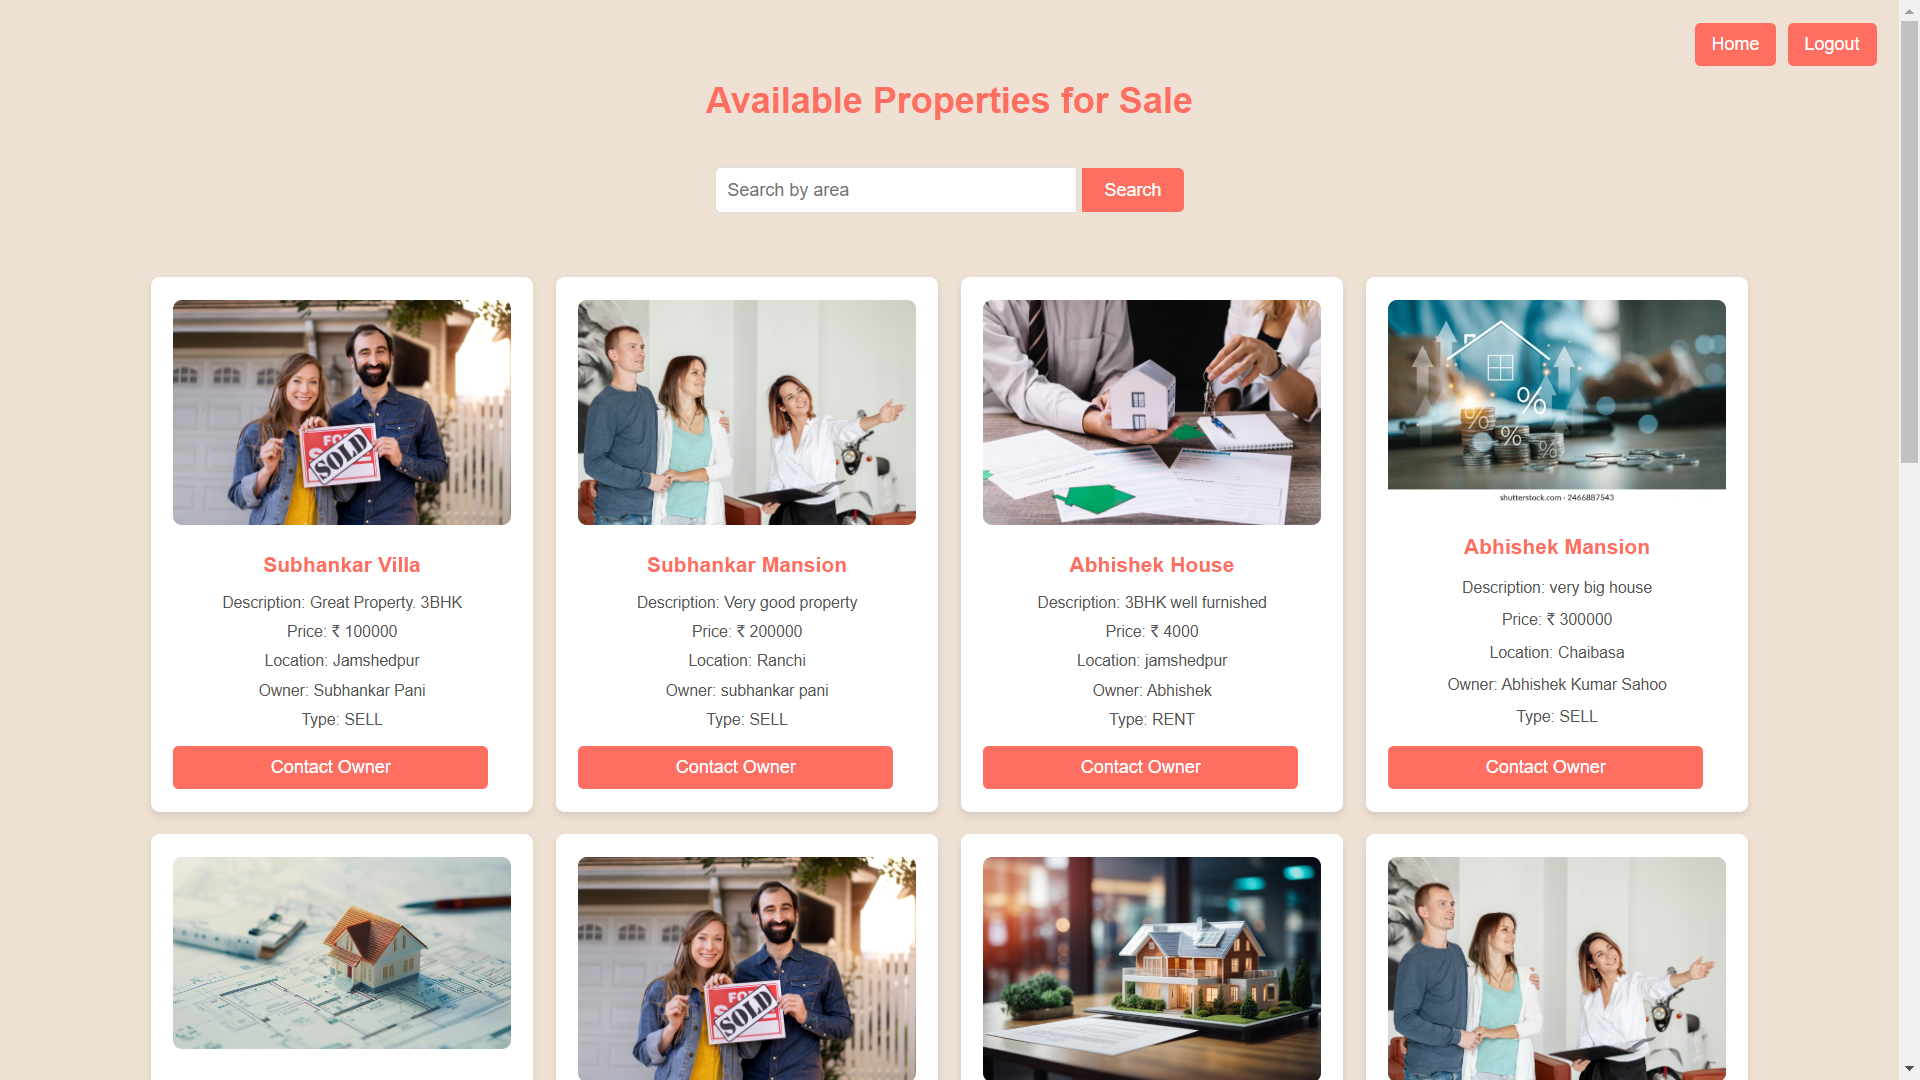 Home
Logout
Available Properties for Sale
Search by area
Search
FOR
SOLD
shutterstock.com · 2466887543
Subhankar Villa
Description: Great Property. 3BHK
Price: ₹ 100000
Location: Jamshedpur
Owner: Subhankar Pani
Type: SELL
Contact Owner
Subhankar Mansion
Description: Very good property
Price: ₹ 200000
Location: Ranchi
Owner: subhankar pani
Type: SELL
Contact Owner
Abhishek House
Description: 3BHK well furnished
Price: ₹ 4000
Location: jamshedpur
Owner: Abhishek
Type: RENT
Contact Owner
Abhishek Mansion
Description: very big house
Price: ₹ 300000
Location: Chaibasa
Owner: Abhishek Kumar Sahoo
Type: SELL
Contact Owner
SOLD